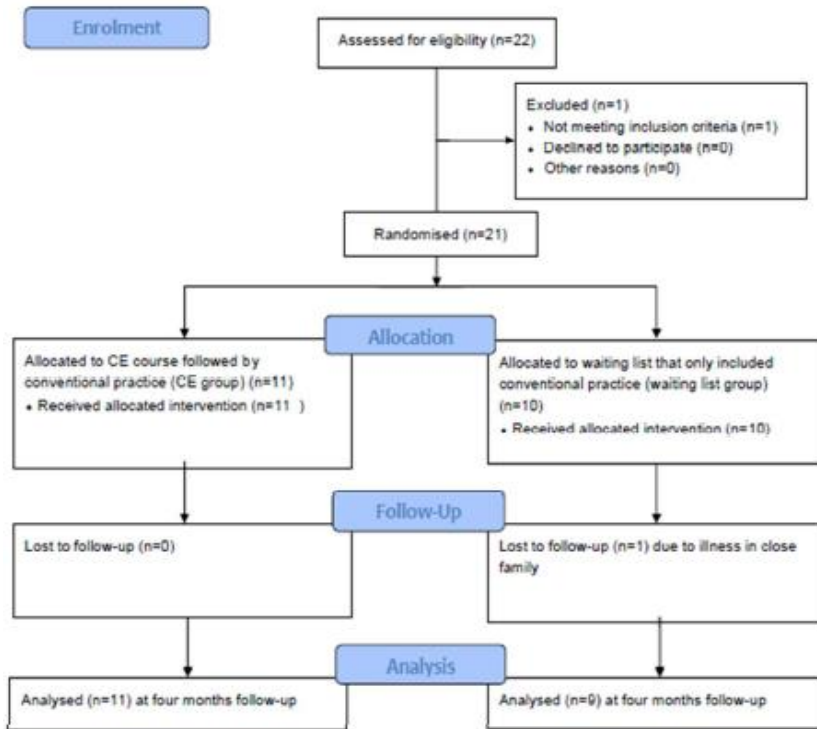 Enrolment
Assessed for eligibility (n=22)
Excluded (n=1)
• Not meeting inclusion criteria (n=1)
• Declined to participate (n=0)
• Other reasons (n=0)
Randomised (n=21)
Allocation
Allocated to CE course followed by
conventional practice (CE group) (n=11)
• Received allocated intervention (n=11 )
Allocated to waiting list that only included
conventional practice (waiting list group)
(n=10)
• Received allocated intervention (n=10)
Follow-Up
Lost to follow-up (n=0)
Lost to follow-up (n=1) due to illness in close
family
Analysis
Analysed (n=11) at four months follow-up
Analysed (n=9) at four months follow-up